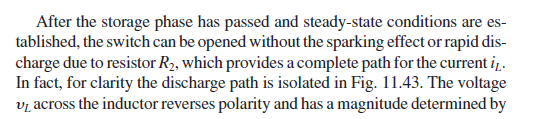 After the storage phase has passed and steady-state conditions are es-
tablished, the switch can be opened without the sparking effect or rapid dis-
charge due to resistor R₂, which provides a complete path for the current iL.
In fact, for clarity the discharge path is isolated in Fig. 11.43. The voltage
υL across the inductor reverses polarity and has a magnitude determined by